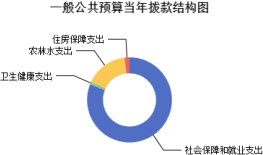 一般公共预算当年拨款结构图
住房保障支出
农林水支出
卫生健康支出
社会保障和就业支出